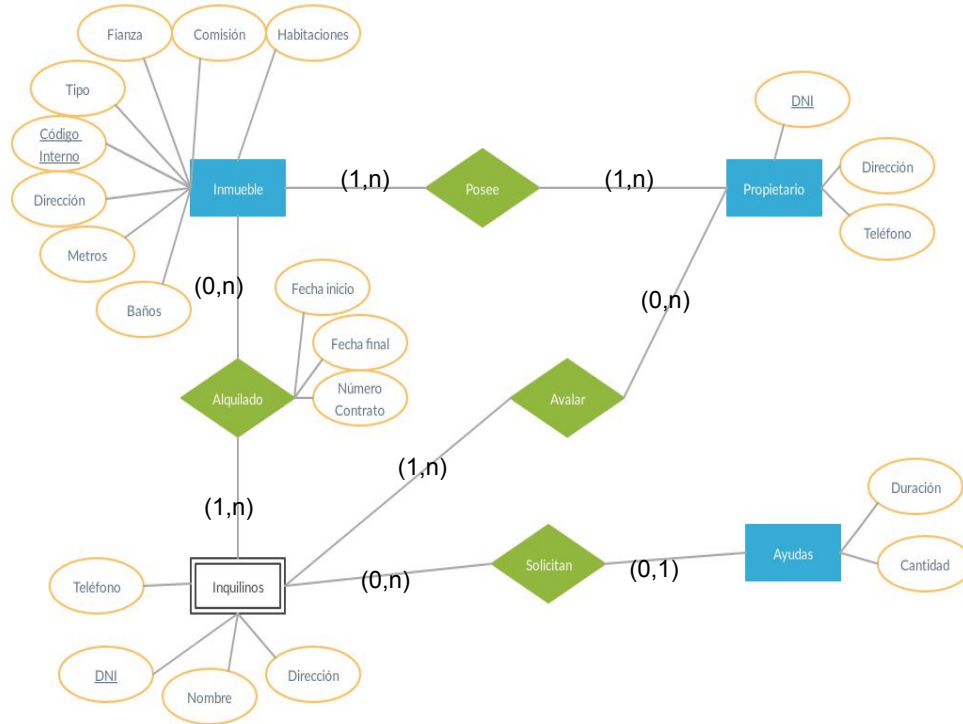 Fianza
Comisión
Habitaciones
Tipo
DNI
Código
Interno
Dirección
Inmueble
(1,n)
Posee
(1,n)
Propietario
Dirección
Teléfono
Metros
Baños
(0,n)
Fecha inicio
(0,n)
Fecha final
Número
Contrato
Alquilado
Avalar
(1,n)
(1,n)
Duración
Teléfono
Inquilinos
(0,n)
Solicitan
(0,1)
Ayudas
Cantidad
DNI
Nombre
Dirección